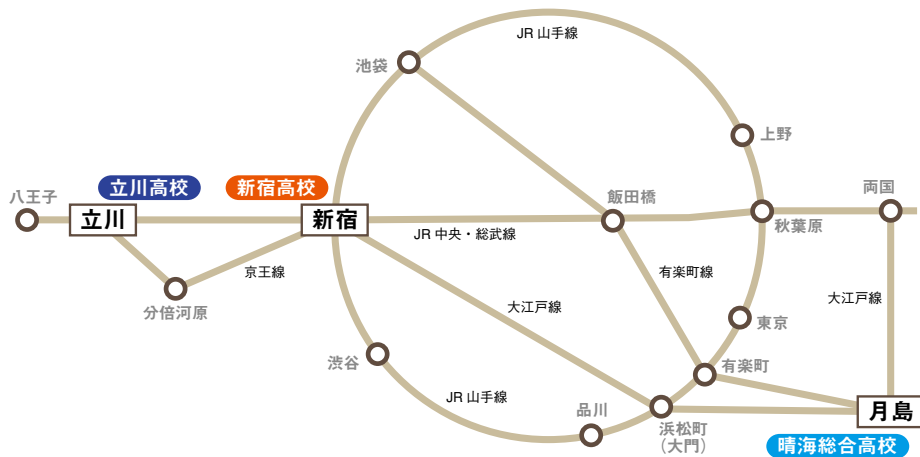 JR 山手線
池袋
上野
立川高校
新宿高校
八王子
立川
新宿
飯田橋
両国
JR 中央・総武線
秋葉原
京王線
有楽町線
分倍河原
大江戸線
大江戸線
東京
渋谷
有楽町
JR 山手線
品川
浜松町
（大門）
月島
晴海総合高校